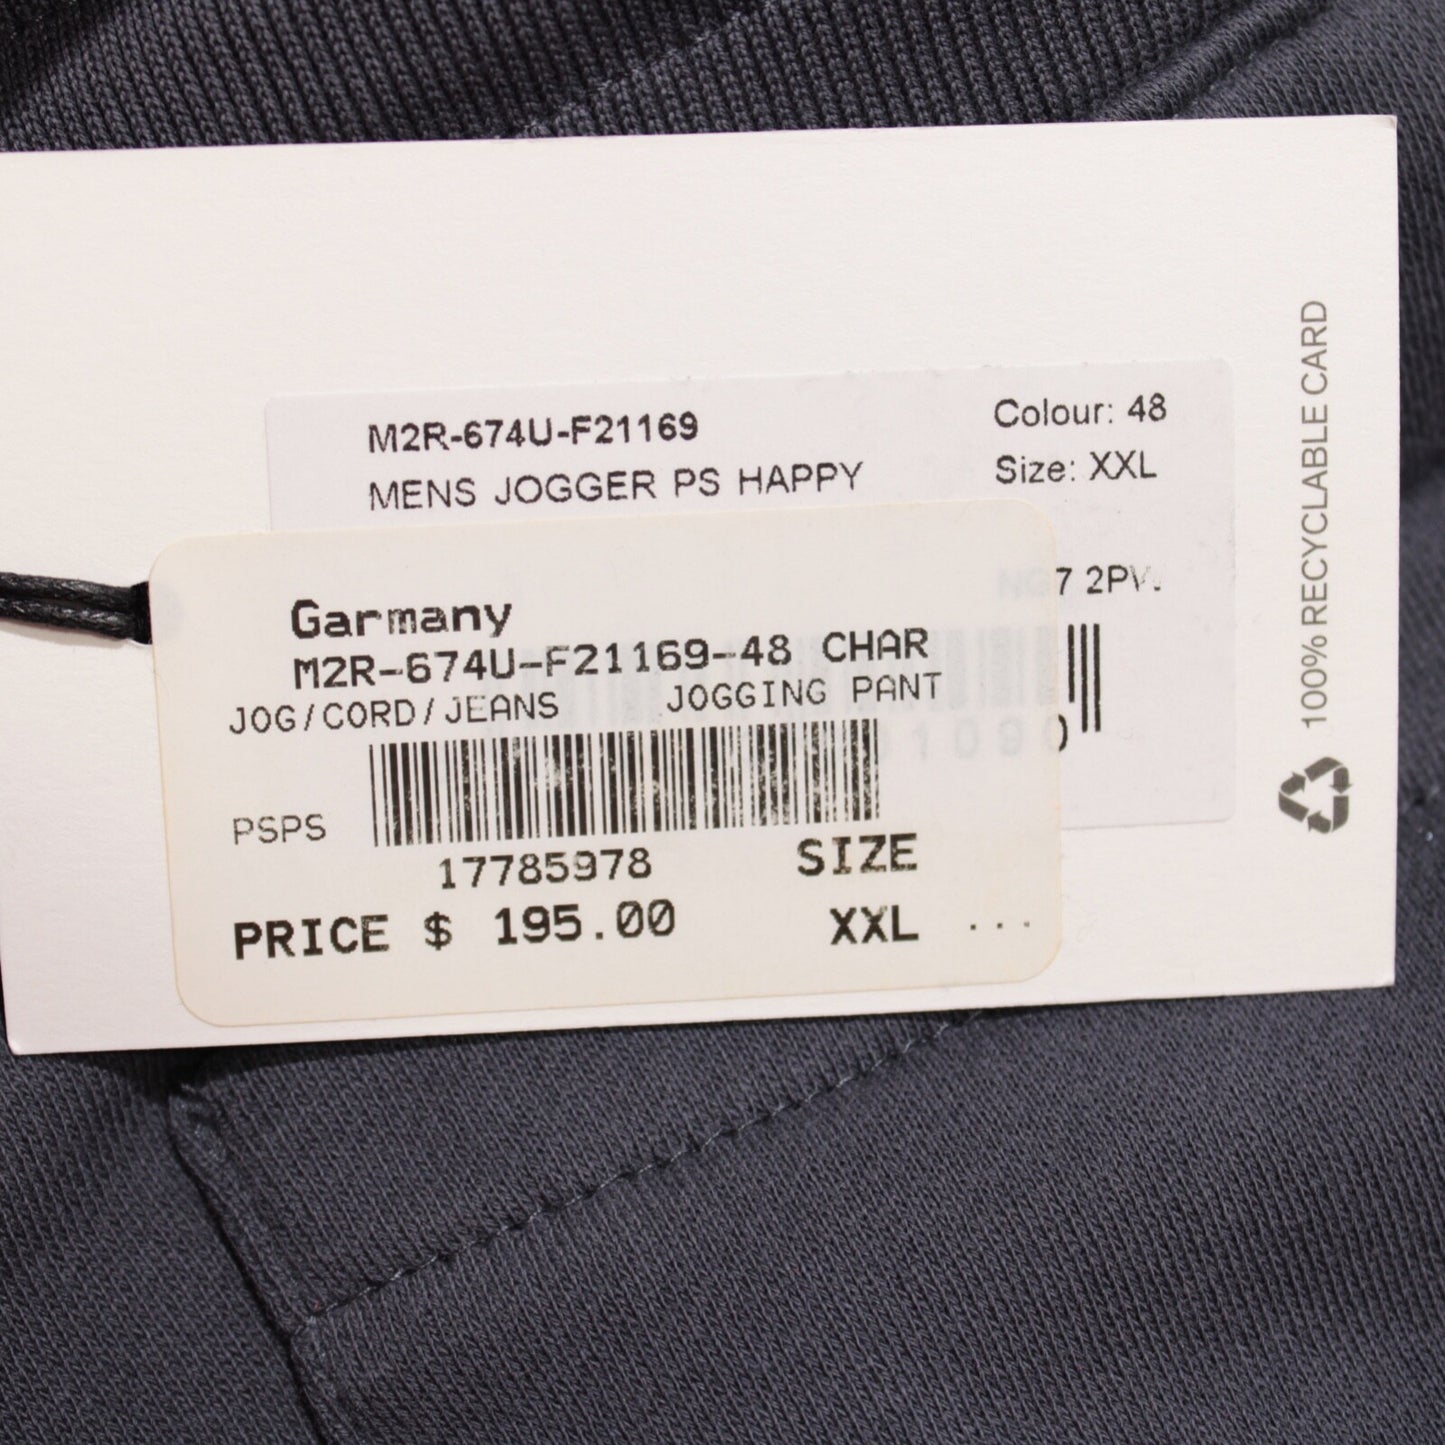 M2R-674U-F21169 Colour: 48
MENS JOGGER PS HAPPY Size: XXL
7
Garmany
M2R-674U-F21169-48 CHAR
JOG/CORD/JEANS JOGGING PANT
PSPS
17785978
SIZE
PRICE $ 195.00 XXL ...
100% RECYCLABLE CARD